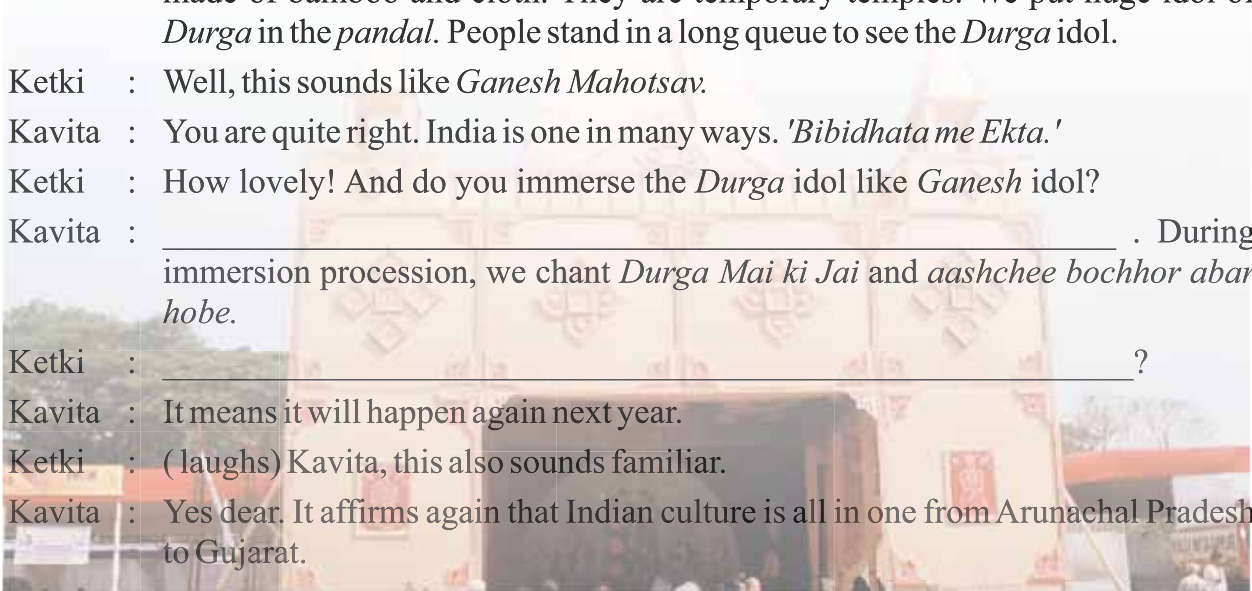 made of bamboo and cloth. They are temporary temples. We put huge idol of
Durga in the pandal. People stand in a long queue to see the Durga idol.
Ketki : Well, this sounds like Ganesh Mahotsav.
Kavita : You are quite right. India is one in many ways. 'Bibidhata me Ekta.'
Ketki : How lovely! And do you immerse the Durga idol like Ganesh idol?
Kavita : ______________________________ . During
immersion procession, we chant Durga Mai ki Jai and aashchee bochhor abar
hobe.
Ketki : ______________________________?
Kavita : It means it will happen again next year.
Ketki : ( laughs) Kavita, this also sounds familiar.
Kavita : Yes dear. It affirms again that Indian culture is all in one from Arunachal Pradesh
to Gujarat.